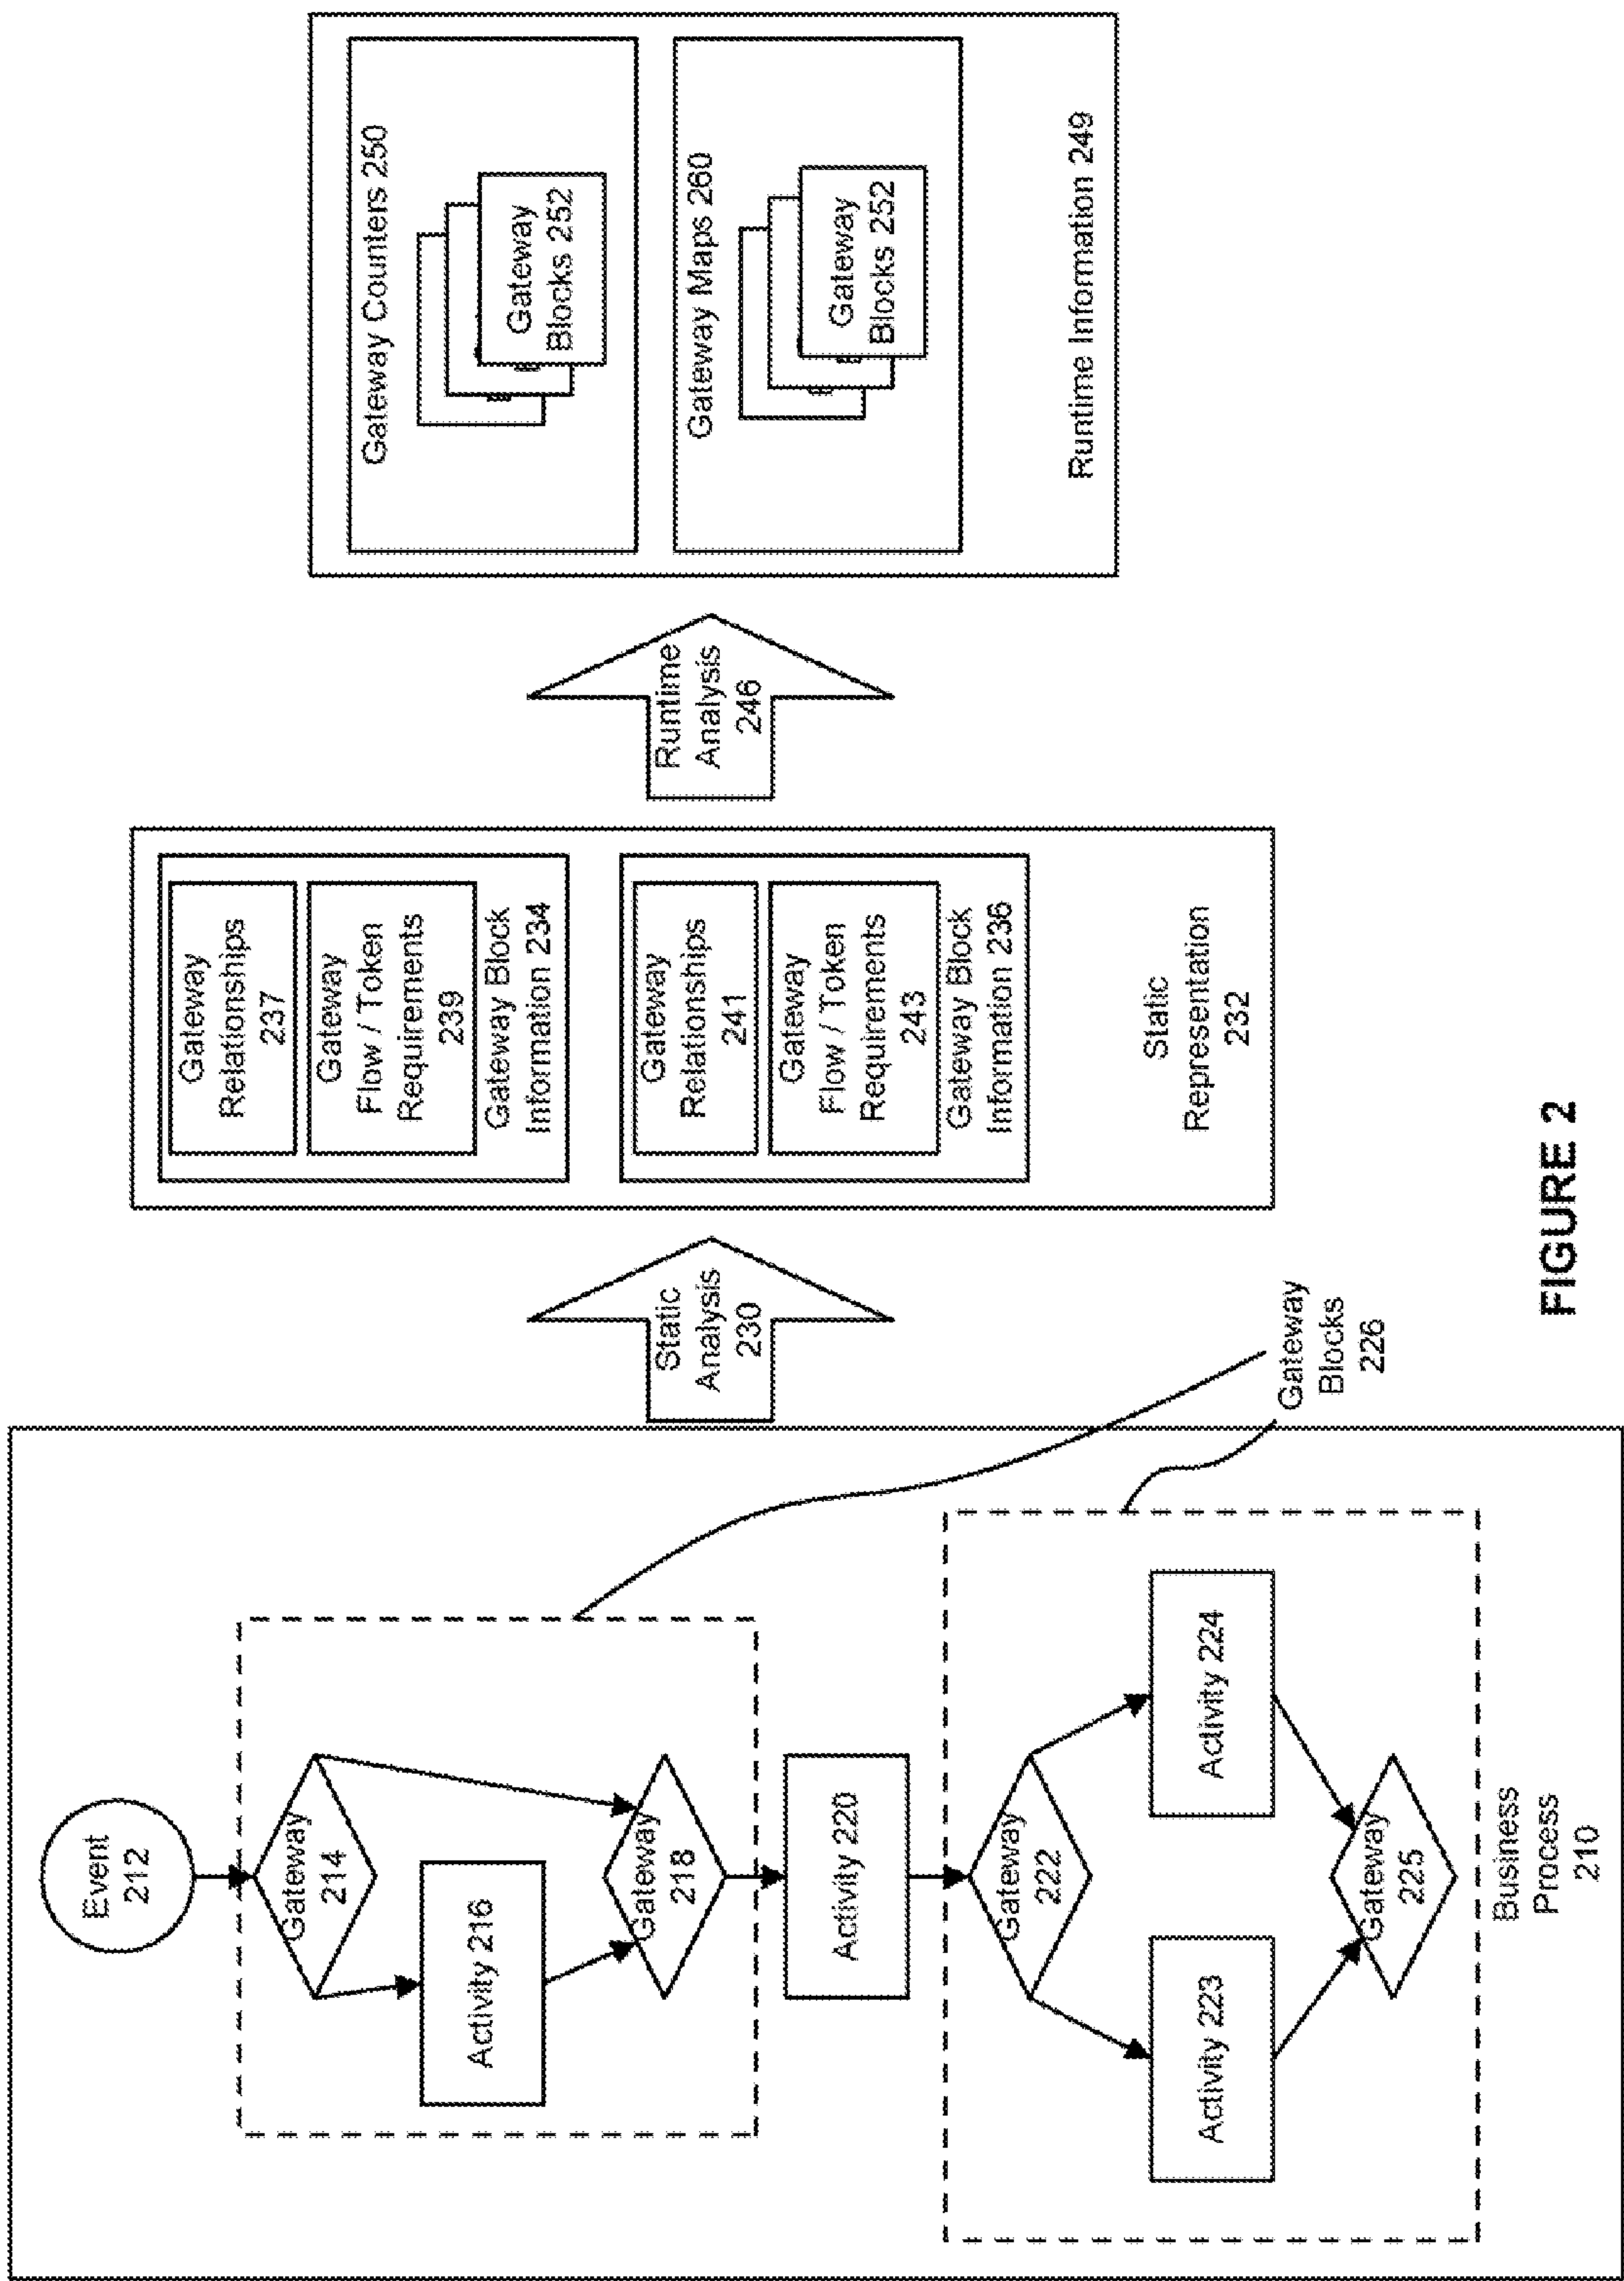 Event
212
Gateway
214
Activity 216
Gateway
218
Activity 220
Gateway
222
Activity 223
Activity 224
Gateway
225
Business
Process
210
Gateway
Blocks
226
Static
Analysis
230
Gateway
Relationships
237
Gateway
Flow / Token
Requirements
239
Gateway Block
Information 234
Gateway
Relationships
241
Gateway
Flow / Token
Requirements
243
Gateway Block
Information 236
Static
Representation
232
Runtime
Analysis
246
Gateway Counters 250
Gateway
Blocks 252
Gateway Maps 260
Gateway
Blocks 252
Runtime Information 249
FIGURE 2